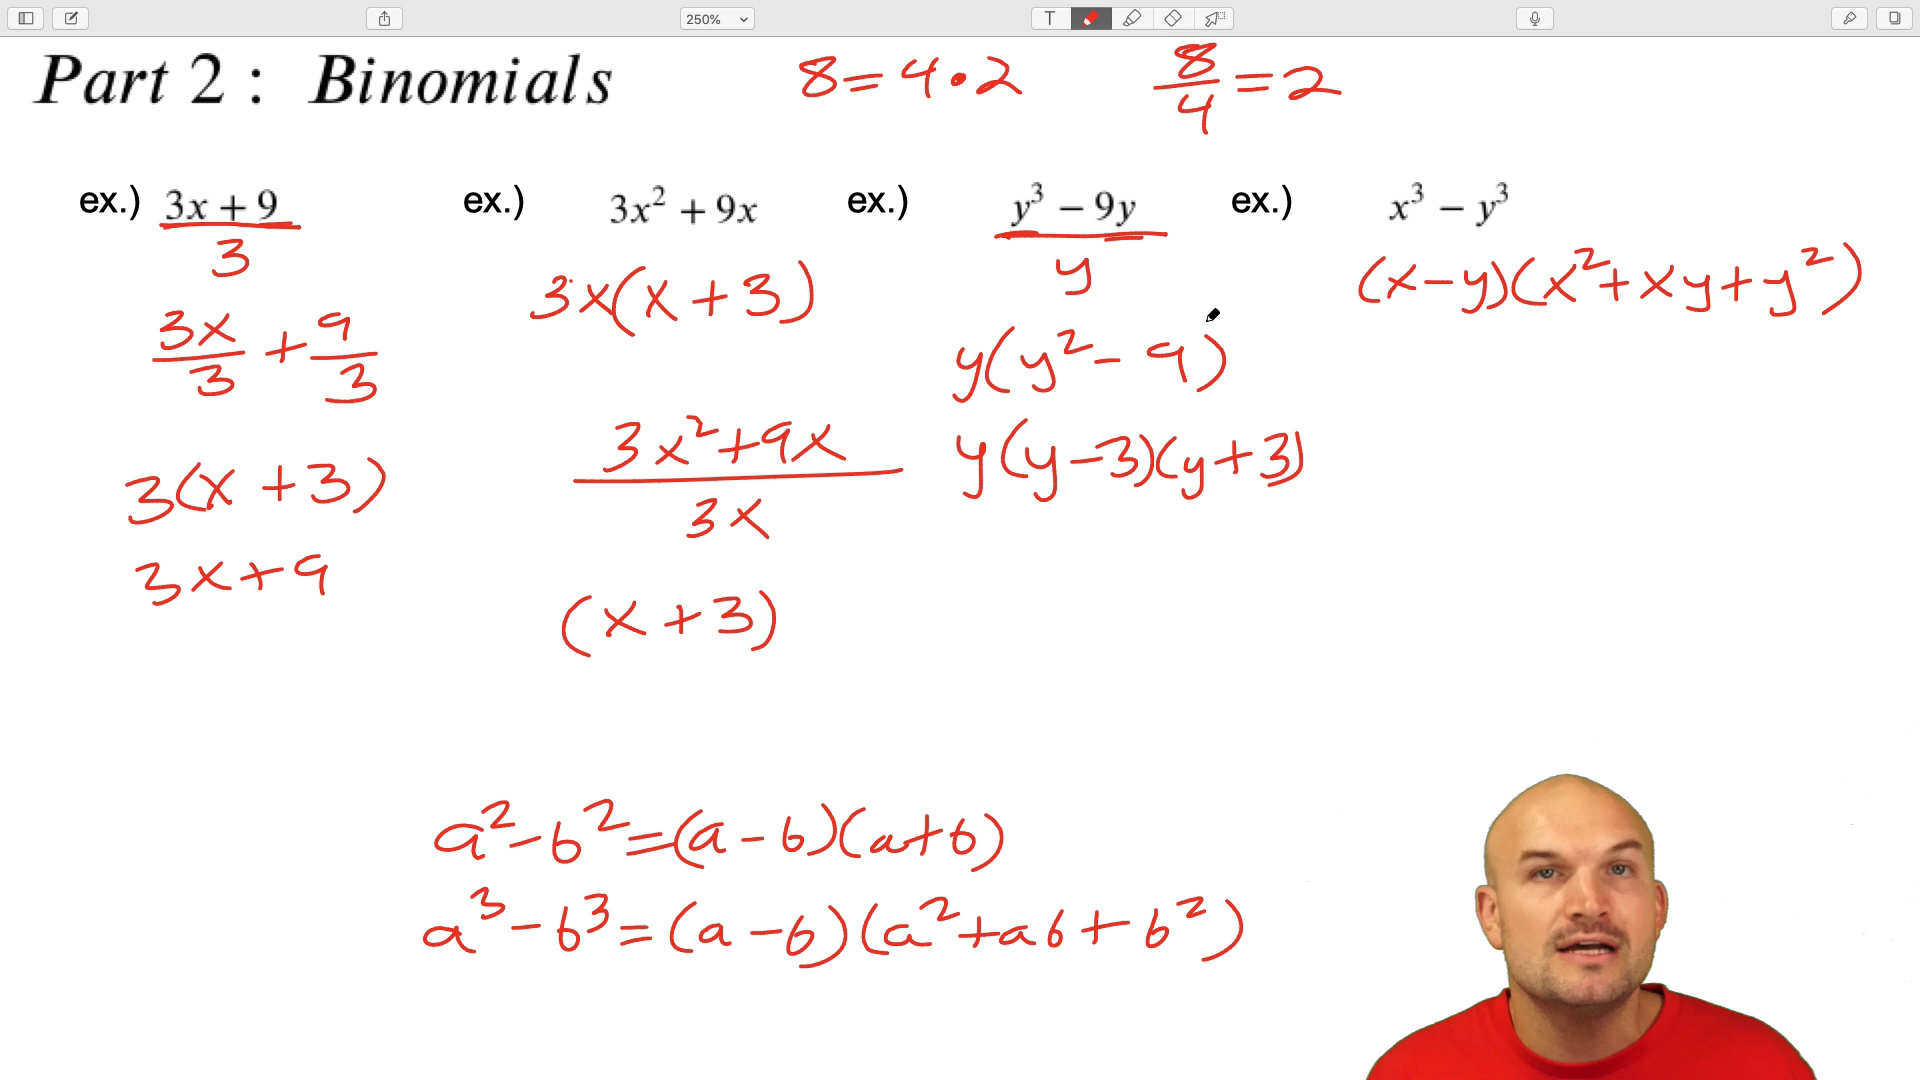 250%
T
Part 2 : Binomials
8 = 4 • 2
8/4 = 2
ex.) 3x + 9
3
3x/3 + 9/3
3(x + 3)
3x + 9
ex.) 3x² + 9x
3x(x + 3)
3x² + 9x
3x
(x + 3)
ex.) y³ − 9y
y
y(y² − 9)
y(y − 3)(y + 3)
ex.) x³ − y³
(x − y)(x² + xy + y²)
a² − b² = (a − b)(a + b)
a³ − b³ = (a − b)(a² + ab + b²)